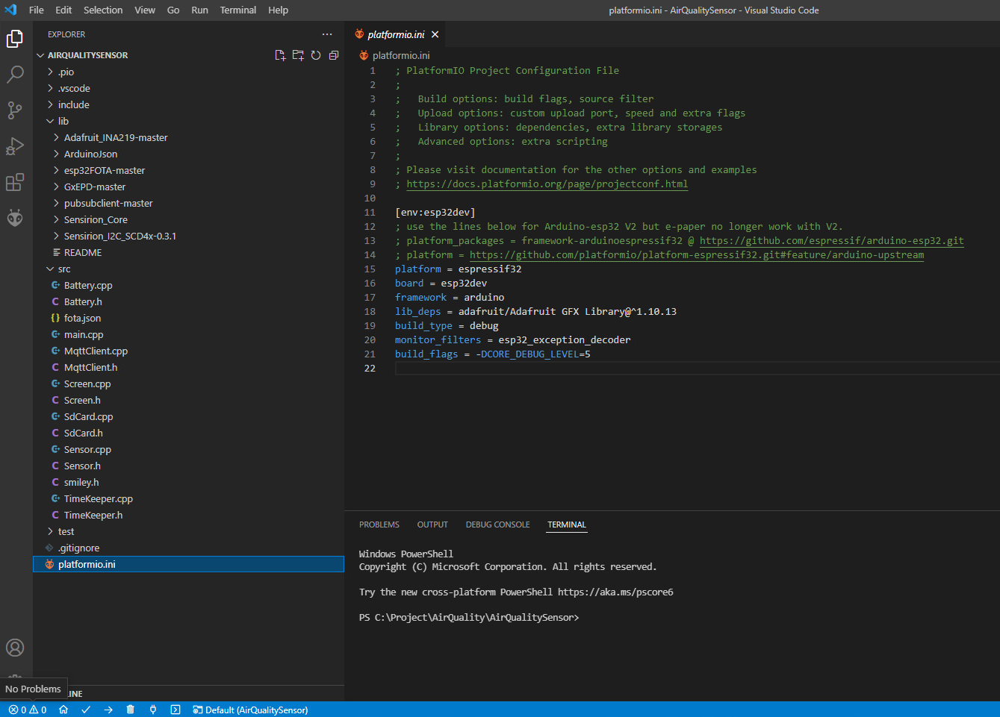 File Edit Selection View Go Run Terminal Help
platformio.ini - AirQualitySensor - Visual Studio Code
EXPLORER
AIRQUALITYSENSOR
.pio
.vscode
include
lib
Adafruit_INA219-master
ArduinoJson
esp32FOTA-master
GxEPD-master
pubsubclient-master
Sensirion_Core
Sensirion_I2C_SCD4x-0.3.1
README
src
Battery.cpp
Battery.h
fota.json
main.cpp
MqttClient.cpp
MqttClient.h
Screen.cpp
Screen.h
SdCard.cpp
SdCard.h
Sensor.cpp
Sensor.h
smiley.h
TimeKeeper.cpp
TimeKeeper.h
test
.gitignore
platformio.ini
platformio.ini
platformio.ini
1 ; PlatformIO Project Configuration File
2 ;
3 ;   Build options: build flags, source filter
4 ;   Upload options: custom upload port, speed and extra flags
5 ;   Library options: dependencies, extra library storages
6 ;   Advanced options: extra scripting
7 ;
8 ; Please visit documentation for the other options and examples
9 ; https://docs.platformio.org/page/projectconf.html
10
11 [env:esp32dev]
12 ; use the lines below for Arduino-esp32 V2 but e-paper no longer work with V2.
13 ; platform_packages = framework-arduinoespressif32 @ https://github.com/espressif/arduino-esp32.git
14 ; platform = https://github.com/platformio/platform-espressif32.git#feature/arduino-upstream
15 platform = espressif32
16 board = esp32dev
17 framework = arduino
18 lib_deps = adafruit/Adafruit GFX Library@^1.10.13
19 build_type = debug
20 monitor_filters = esp32_exception_decoder
21 build_flags = -DCORE_DEBUG_LEVEL=5
22
PROBLEMS OUTPUT DEBUG CONSOLE TERMINAL
Windows PowerShell
Copyright (C) Microsoft Corporation. All rights reserved.
Try the new cross-platform PowerShell https://aka.ms/pscore6
PS C:\Project\AirQuality\AirQualitySensor>
No Problems
LINE
0 0 Default (AirQualitySensor)